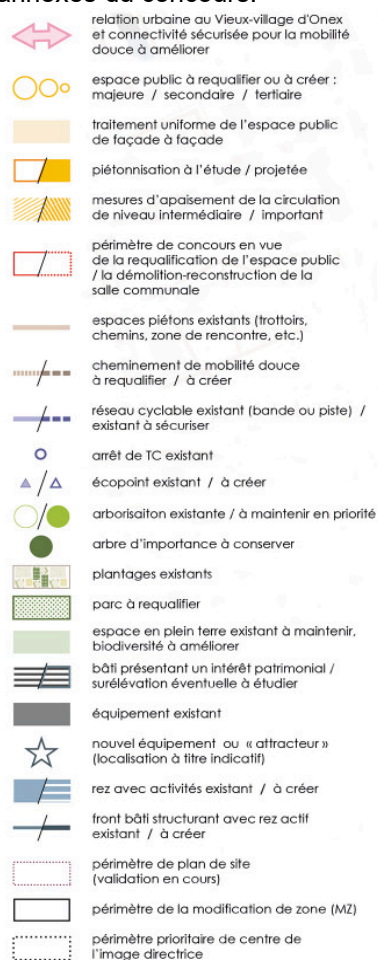 annexes du concours.
relation urbaine au Vieux-village d'Onex
et connectivité sécurisée pour la mobilité
douce à améliorer
espace public à requalifier ou à créer :
majeure / secondaire / tertiaire
traitement uniforme de l'espace public
de façade à façade
piétonnisation à l'étude / projetée
mesures d'apaisement de la circulation
de niveau intermédiaire / important
périmètre de concours en vue
de la requalification de l'espace public
/ la démolition-reconstruction de la
salle communale
espaces piétons existants (trottoirs,
chemins, zone de rencontre, etc.)
cheminement de mobilité douce
à requalifier / à créer
réseau cyclable existant (bande ou piste) /
existant à sécuriser
arrêt de TC existant
écopoint existant / à créer
arborisaiton existante / à maintenir en priorité
arbre d'importance à conserver
plantages existants
parc à requalifier
espace en plein terre existant à maintenir,
biodiversité à améliorer
bâti présentant un intérêt patrimonial /
surélévation éventuelle à étudier
équipement existant
nouvel équipement ou « attracteur »
(localisation à titre indicatif)
rez avec activités existant / à créer
front bâti structurant avec rez actif
existant / à créer
périmètre de plan de site
(validation en cours)
périmètre de la modification de zone (MZ)
périmètre prioritaire de centre de
l'image directrice